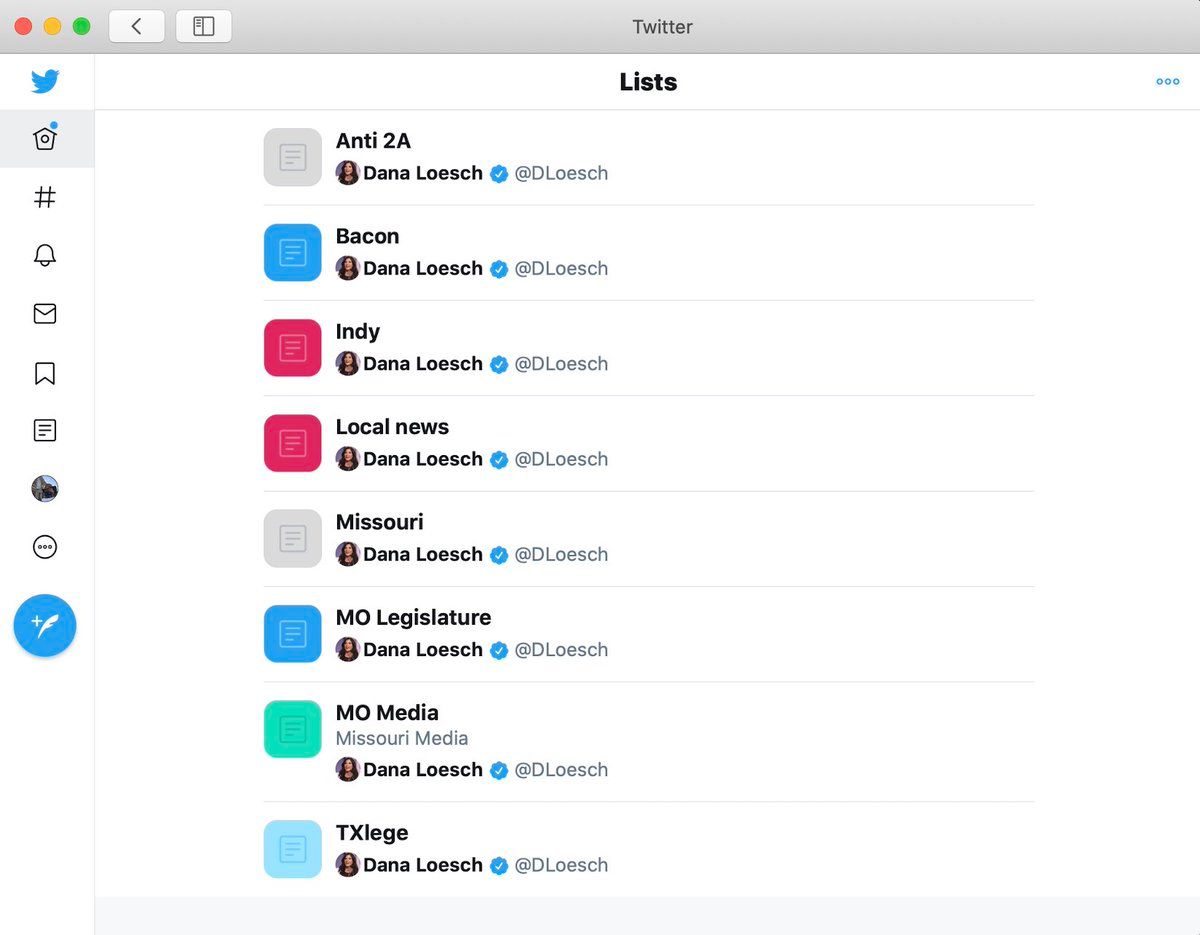 Twitter
Lists
Anti 2A
Dana Loesch @DLoesch
Bacon
Dana Loesch @DLoesch
Indy
Dana Loesch @DLoesch
Local news
Dana Loesch @DLoesch
Missouri
Dana Loesch @DLoesch
MO Legislature
Dana Loesch @DLoesch
MO Media
Missouri Media
Dana Loesch @DLoesch
TXlege
Dana Loesch @DLoesch